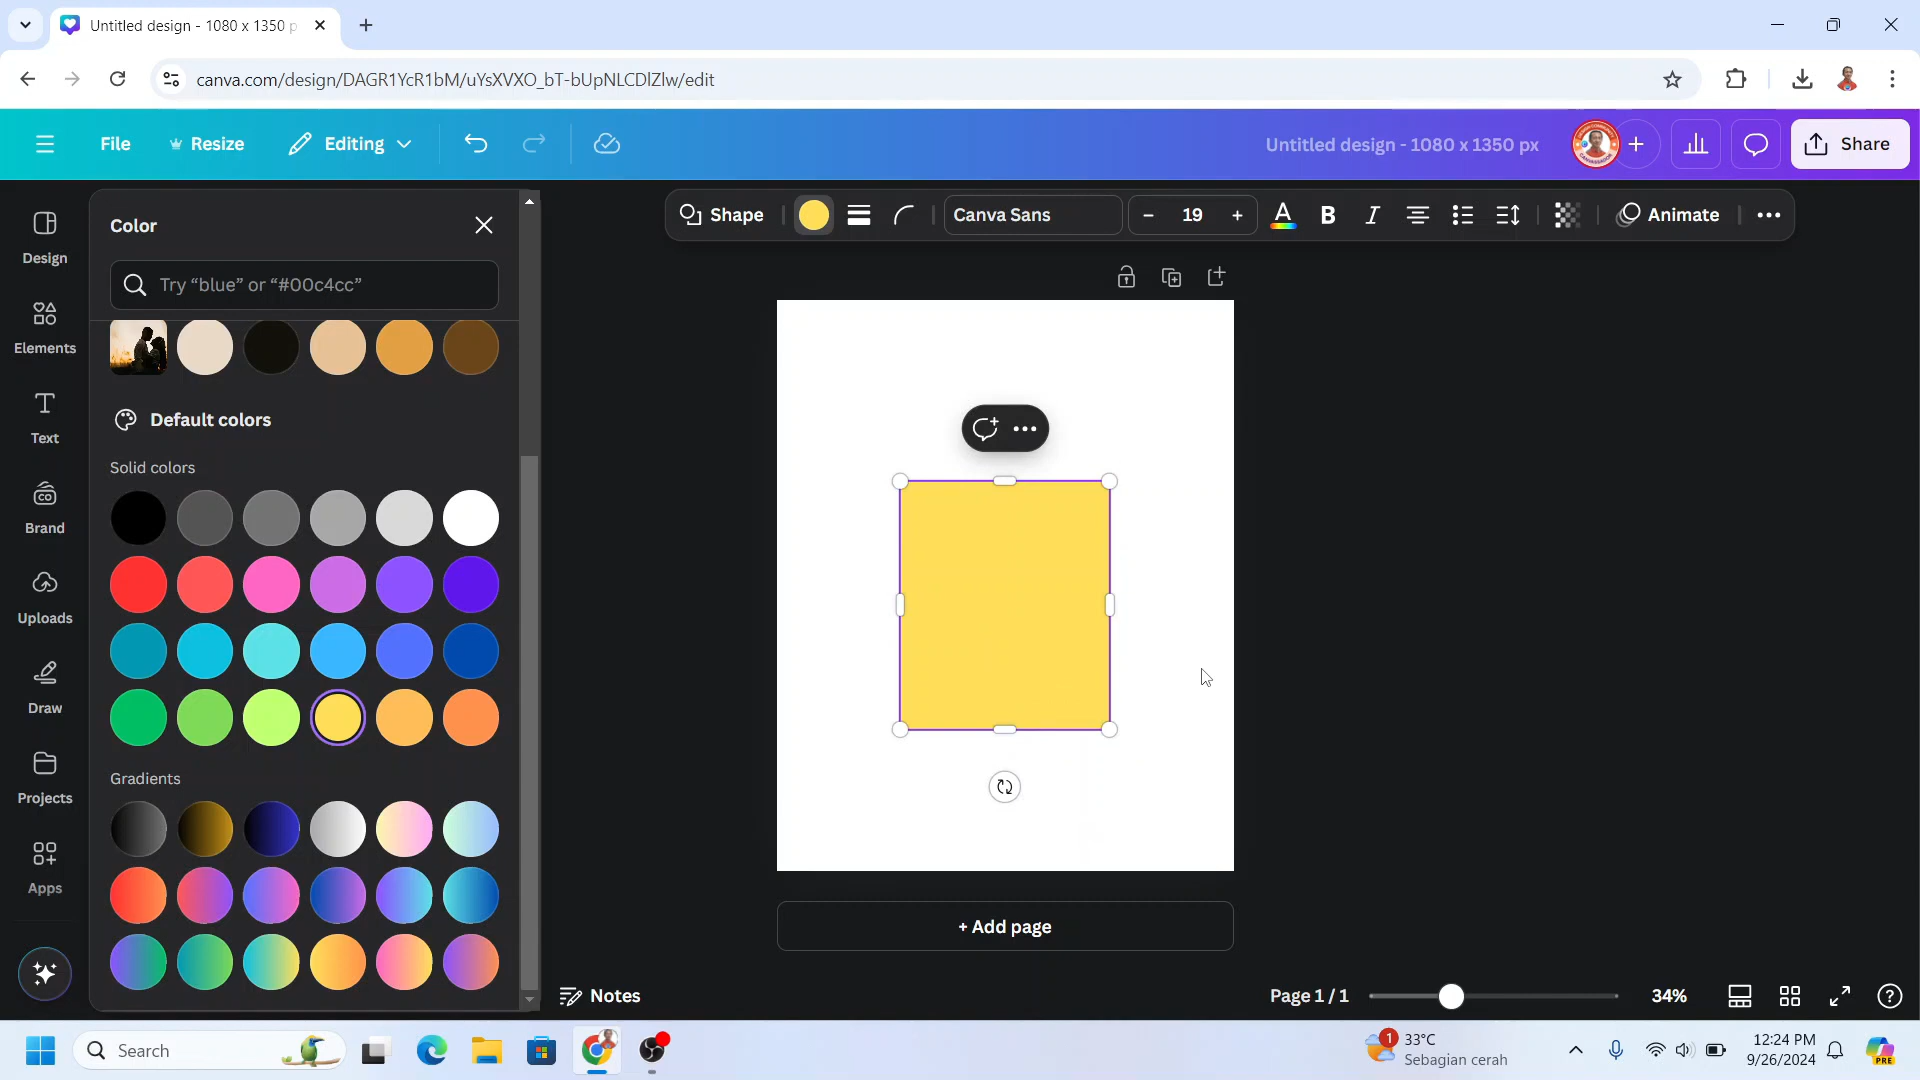 Untitled design - 1080 x 1350 p
canva.com/design/DAGR1YcR1bM/uYsXVXO_bT-bUpNLCDlZlw/edit
File
Resize
Editing
Untitled design - 1080 x 1350 px
Share
Design
Elements
Text
Brand
Uploads
Draw
Projects
Apps
Color
Try “blue” or “#00c4cc”
Default colors
Solid colors
Gradients
Shape
Canva Sans
– 19 +
A
B
I
Animate
+ Add page
Notes
Page 1 / 1
34%
Search
1
33°C
Sebagian cerah
12:24 PM
9/26/2024
PRE